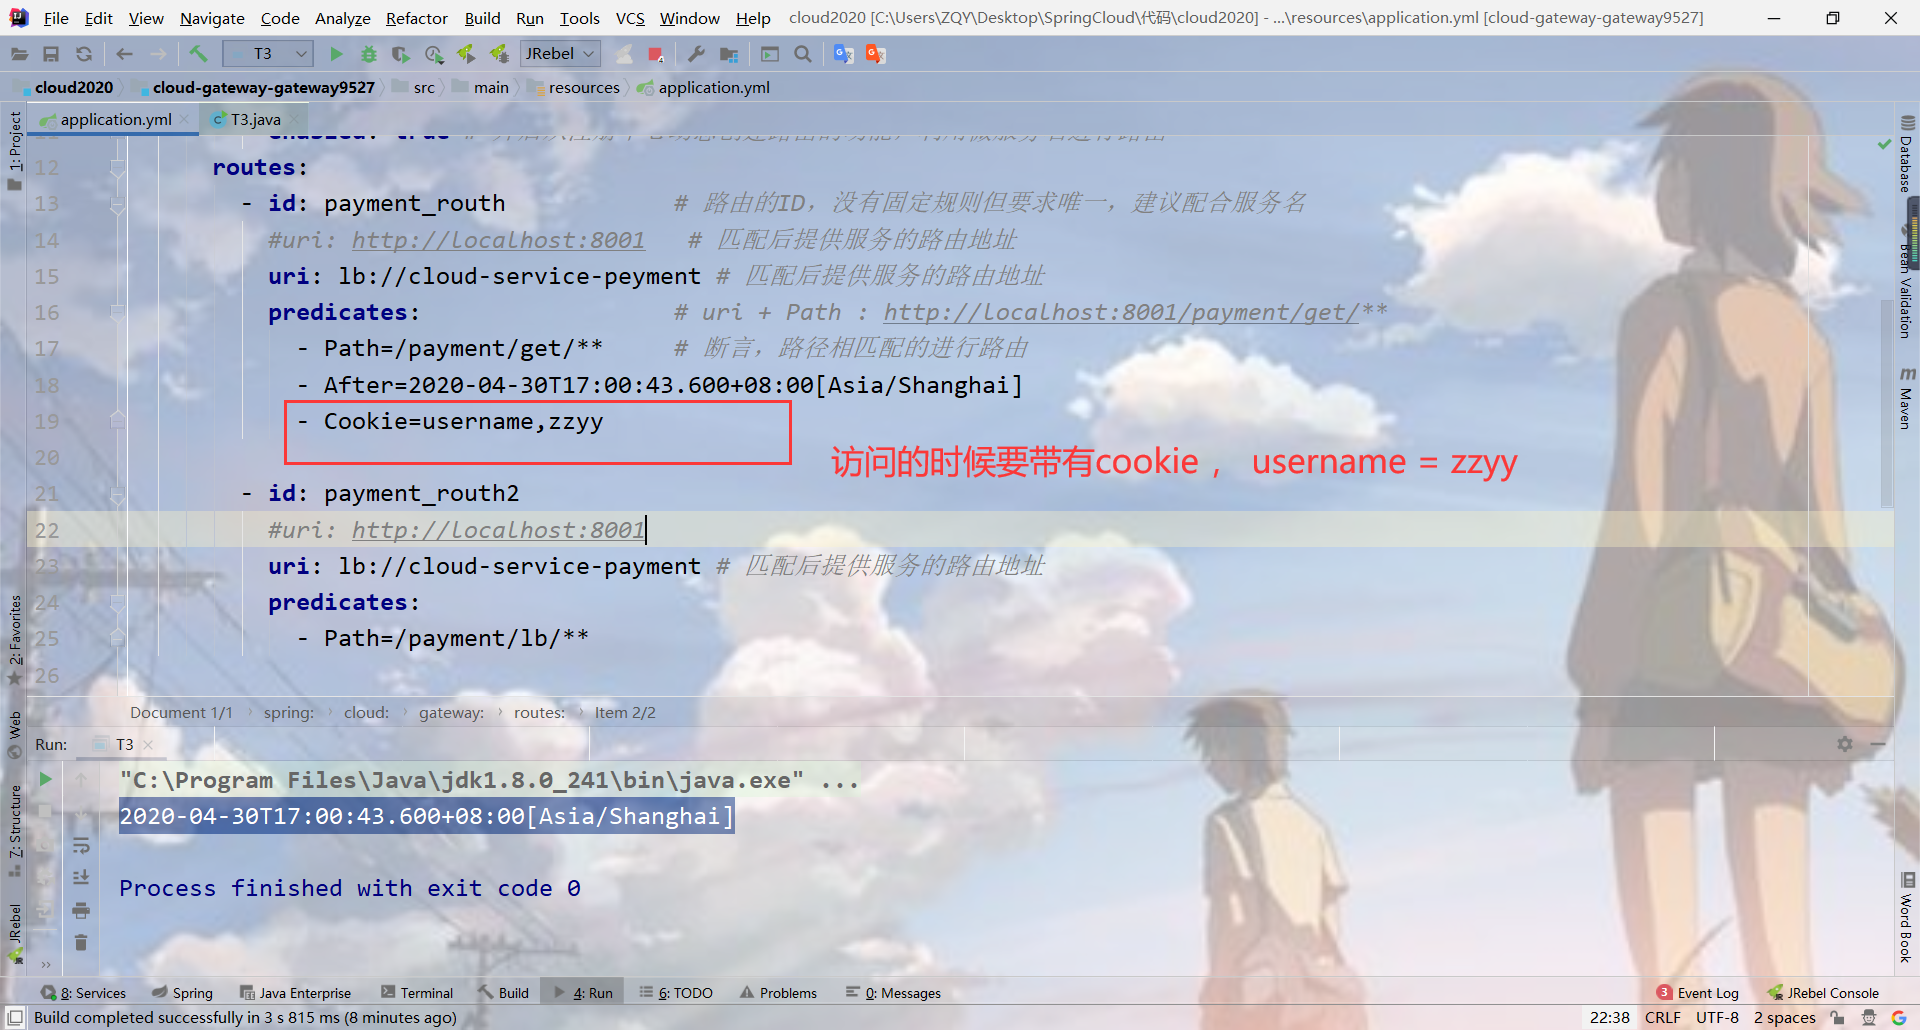 File Edit View Navigate Code Analyze Refactor Build Run Tools VCS Window Help cloud2020 [C:\Users\ZQY\Desktop\SpringCloud\代码\cloud2020] - ...\resources\application.yml [cloud-gateway-gateway9527]
T3 JRebel
cloud2020 cloud-gateway-gateway9527 src main resources application.yml
application.yml T3.java
12 routes:
13 - id: payment_routh # 路由的ID，没有固定规则但要求唯一，建议配合服务名
14 #uri: http://localhost:8001 # 匹配后提供服务的路由地址
15 uri: lb://cloud-service-peyment # 匹配后提供服务的路由地址
16 predicates: # uri + Path : http://localhost:8001/payment/get/**
17 - Path=/payment/get/** # 断言，路径相匹配的进行路由
18 - After=2020-04-30T17:00:43.600+08:00[Asia/Shanghai]
19 - Cookie=username,zzyy
20
访问的时候要带有cookie ， username = zzyy
21 - id: payment_routh2
22 #uri: http://localhost:8001
23 uri: lb://cloud-service-payment # 匹配后提供服务的路由地址
24 predicates:
25 - Path=/payment/lb/**
26
Document 1/1 spring: cloud: gateway: routes: Item 2/2
Run: T3
"C:\Program Files\Java\jdk1.8.0_241\bin\java.exe" ...
2020-04-30T17:00:43.600+08:00[Asia/Shanghai]
Process finished with exit code 0
1: Project
2: Favorites
Web
7: Structure
JRebel
Database
Bean Validation
Maven
Word Book
8: Services Spring Java Enterprise Terminal Build 4: Run 6: TODO Problems 0: Messages 3 Event Log JRebel Console
Build completed successfully in 3 s 815 ms (8 minutes ago) 22:38 CRLF UTF-8 2 spaces